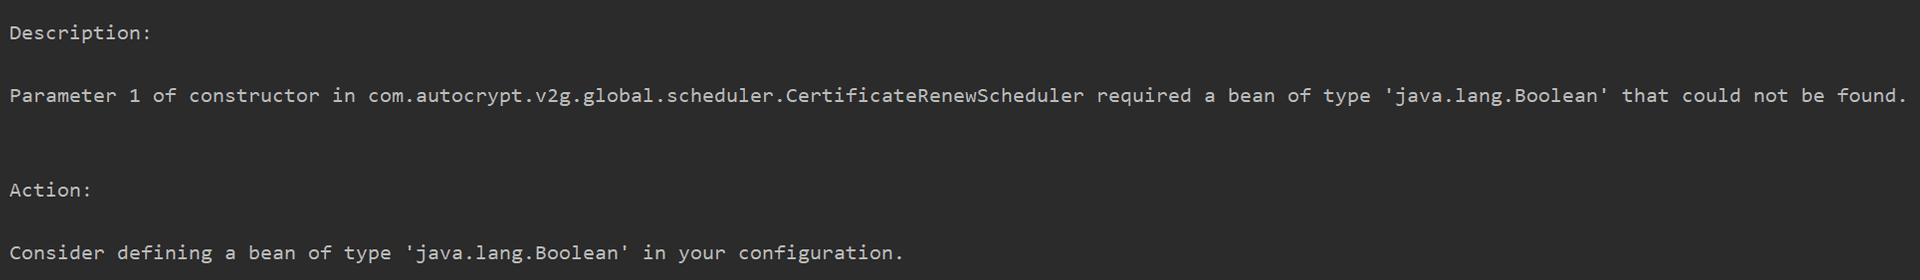 Description:
Parameter 1 of constructor in com.autocrypt.v2g.global.scheduler.CertificateRenewScheduler required a bean of type 'java.lang.Boolean' that could not be found.
Action:
Consider defining a bean of type 'java.lang.Boolean' in your configuration.